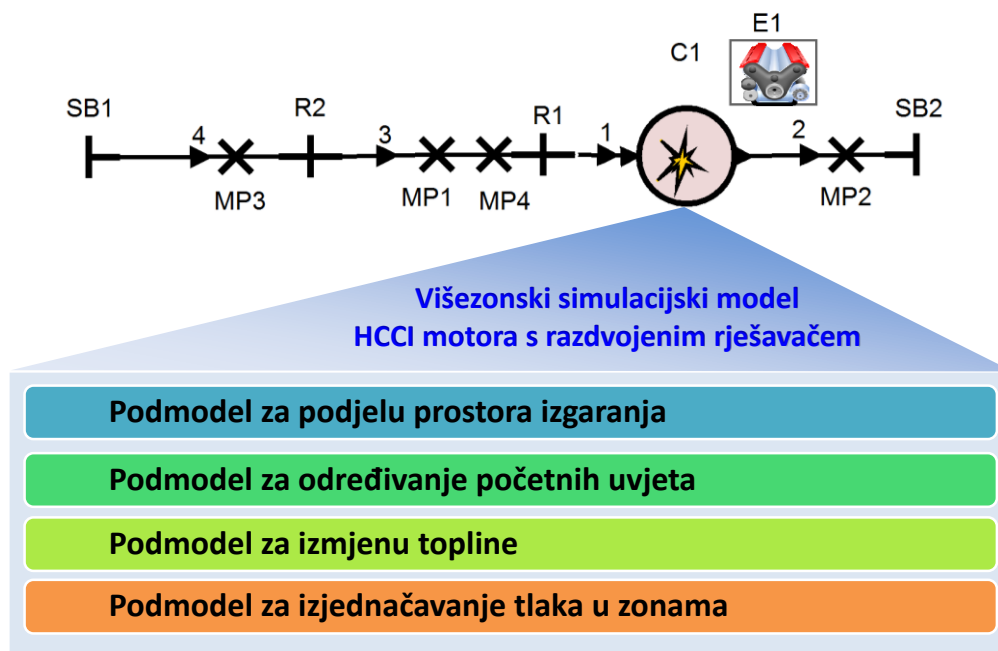 E1
C1
SB1
4
R2
3
R1
1
2
SB2
MP3
MP1
MP4
MP2
Višezonski simulacijski model
HCCI motora s razdvojenim rješavačem
Podmodel za podjelu prostora izgaranja
Podmodel za određivanje početnih uvjeta
Podmodel za izmjenu topline
Podmodel za izjednačavanje tlaka u zonama